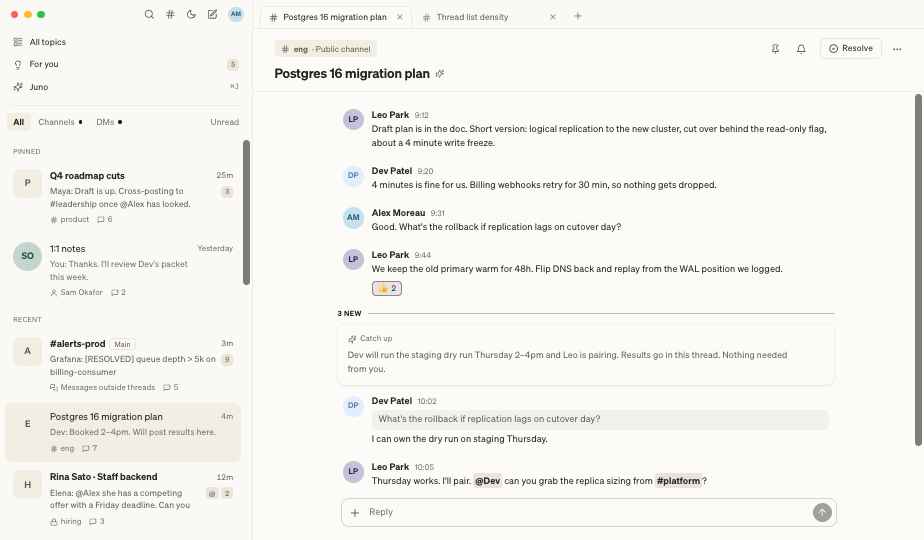 AM
All topics
For you
5
Juno
⌘J
All
Channels
DMs
Unread
PINNED
P
Q4 roadmap cuts
25m
Maya: Draft is up. Cross-posting to
3
#leadership once @Alex has looked.
# product
6
SO
1:1 notes
Yesterday
You: Thanks. I'll review Dev's packet
this week.
Sam Okafor
2
RECENT
A
#alerts-prod
Main
3m
Grafana: [RESOLVED] queue depth > 5k on
9
billing-consumer
Messages outside threads
5
E
Postgres 16 migration plan
4m
Dev: Booked 2–4pm. Will post results here.
# eng
7
H
Rina Sato · Staff backend
12m
Elena: @Alex she has a competing
@
2
offer with a Friday deadline. Can you
hiring
3
# Postgres 16 migration plan
# Thread list density
# eng · Public channel
Resolve
Postgres 16 migration plan
LP
Leo Park 9:12
Draft plan is in the doc. Short version: logical replication to the new cluster, cut over behind the read-only flag,
about a 4 minute write freeze.
DP
Dev Patel 9:20
4 minutes is fine for us. Billing webhooks retry for 30 min, so nothing gets dropped.
AM
Alex Moreau 9:31
Good. What's the rollback if replication lags on cutover day?
LP
Leo Park 9:44
We keep the old primary warm for 48h. Flip DNS back and replay from the WAL position we logged.
👍 2
3 NEW
Catch up
Dev will run the staging dry run Thursday 2–4pm and Leo is pairing. Results go in this thread. Nothing needed
from you.
DP
Dev Patel 10:02
What's the rollback if replication lags on cutover day?
I can own the dry run on staging Thursday.
LP
Leo Park 10:05
Thursday works. I'll pair. @Dev can you grab the replica sizing from #platform?
Reply